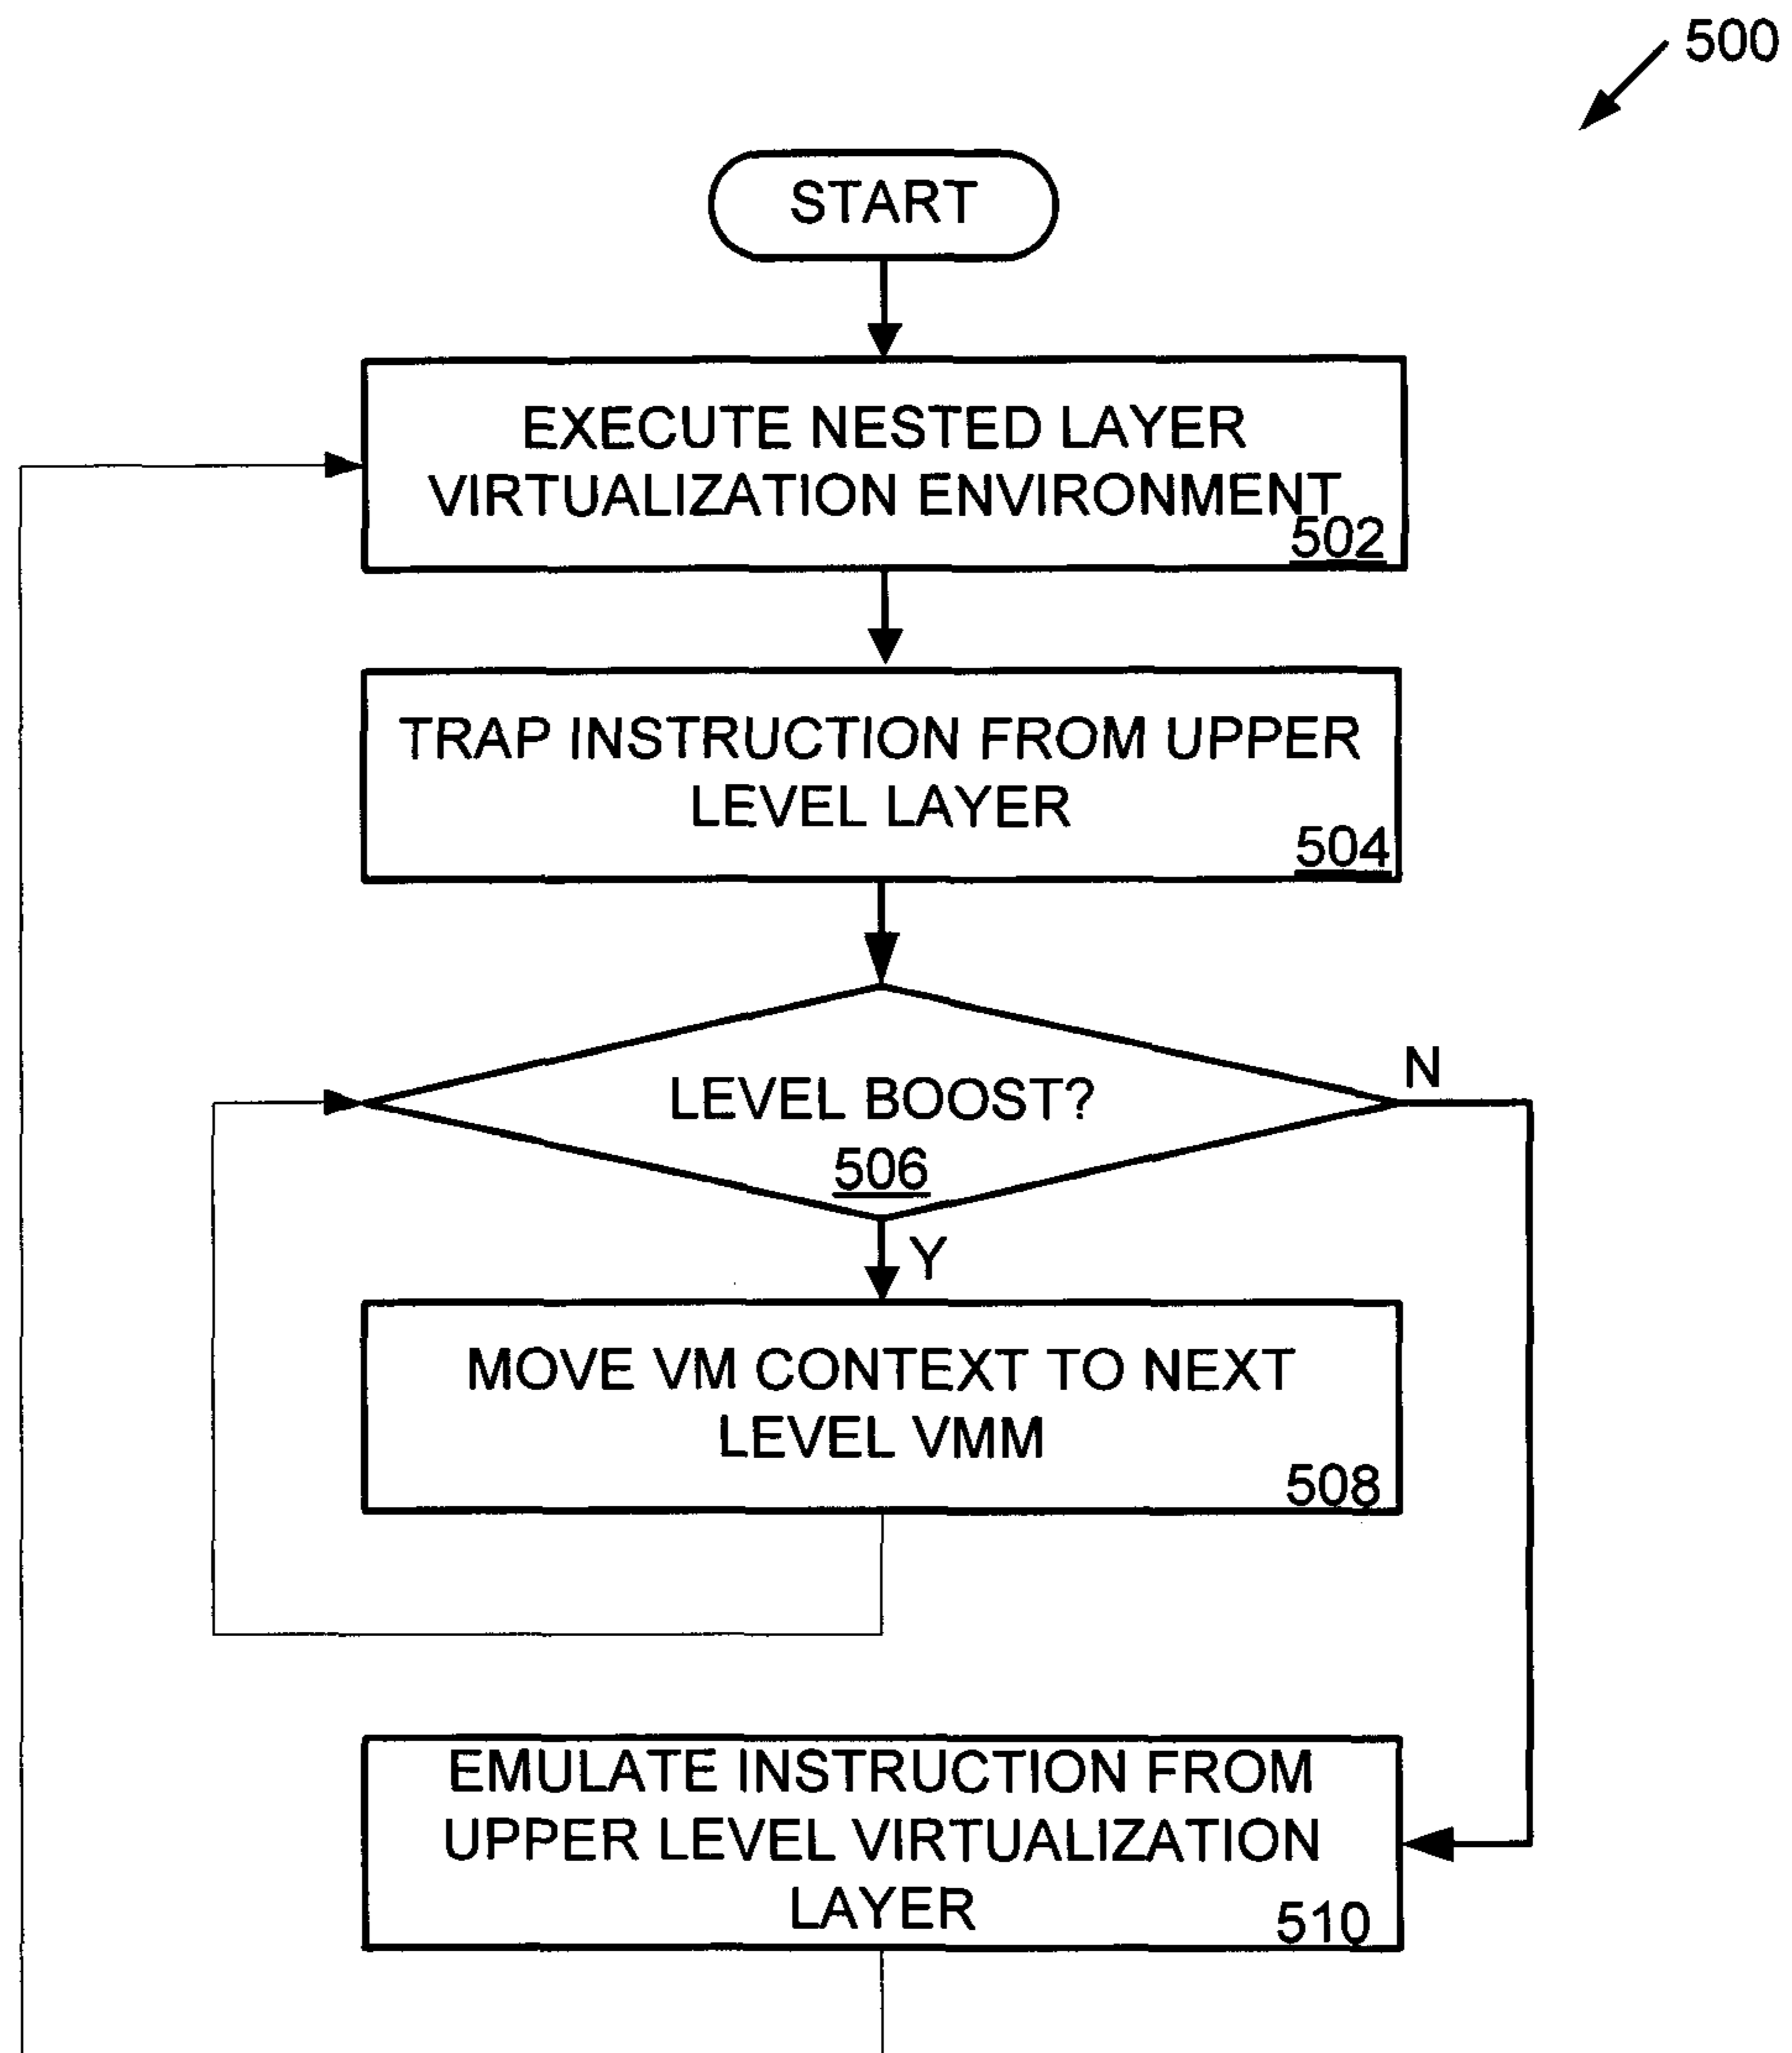 500
START
EXECUTE NESTED LAYER
VIRTUALIZATION ENVIRONMENT
502
TRAP INSTRUCTION FROM UPPER
LEVEL LAYER
504
LEVEL BOOST?
506
N
Y
MOVE VM CONTEXT TO NEXT
LEVEL VMM
508
EMULATE INSTRUCTION FROM
UPPER LEVEL VIRTUALIZATION
LAYER
510